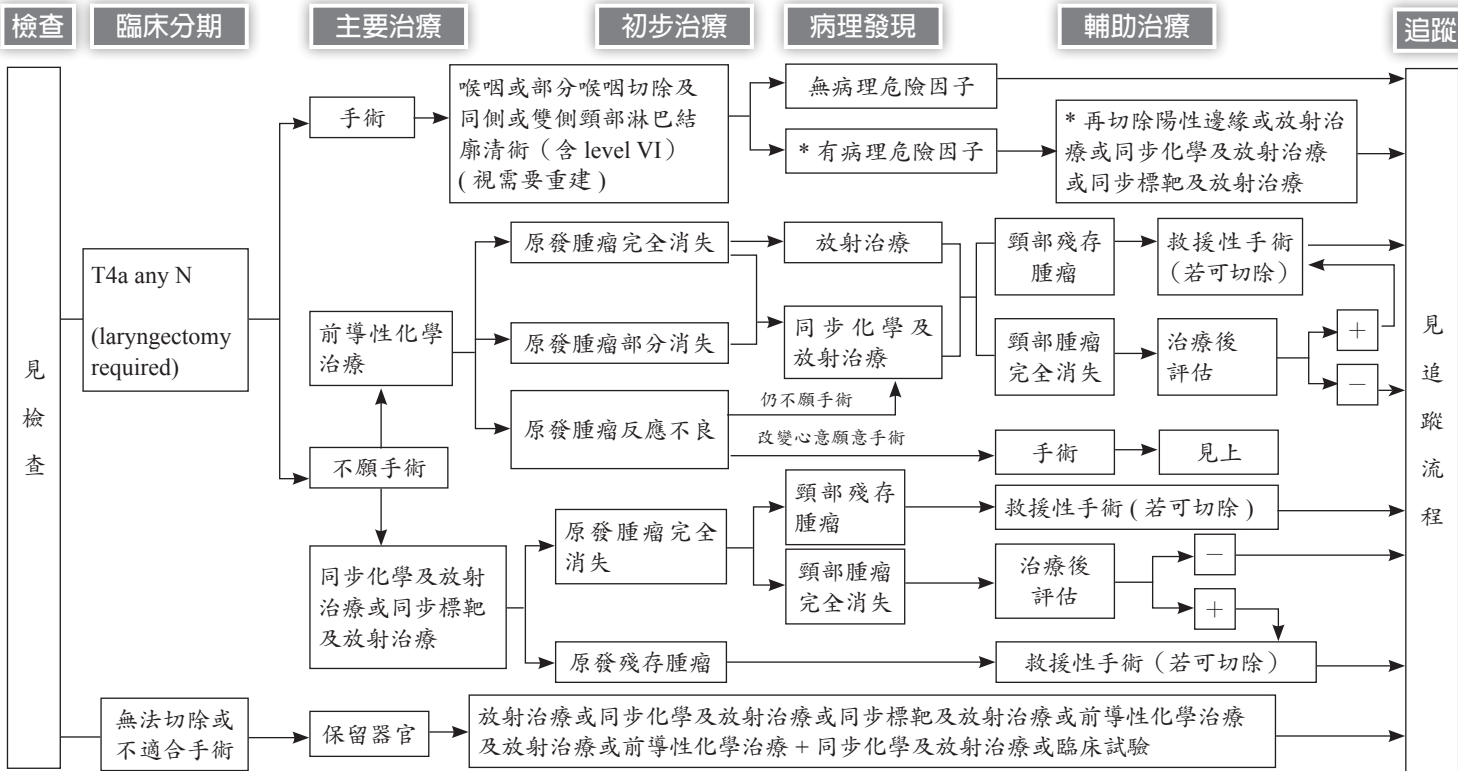 檢查
臨床分期
主要治療
初步治療
病理發現
輔助治療
追蹤
見
檢
查
T4a any N
(laryngectomy
required)
手術
喉咽或部分喉咽切除及
同側或雙側頸部淋巴結
廓清術（含 level VI）
( 視需要重建 )
無病理危險因子
* 有病理危險因子
* 再切除陽性邊緣或放射治
療或同步化學及放射治療
或同步標靶及放射治療
前導性化學
治療
原發腫瘤完全消失
原發腫瘤部分消失
原發腫瘤反應不良
放射治療
同步化學及
放射治療
仍不願手術
改變心意願意手術
頸部殘存
腫瘤
救援性手術
（若可切除）
頸部腫瘤
完全消失
治療後
評估
＋
－
手術
見上
不願手術
同步化學及放射
治療或同步標靶
及放射治療
原發腫瘤完全
消失
頸部殘存
腫瘤
救援性手術 ( 若可切除 )
頸部腫瘤
完全消失
治療後
評估
－
＋
原發殘存腫瘤
救援性手術（若可切除）
無法切除或
不適合手術
保留器官
放射治療或同步化學及放射治療或同步標靶及放射治療或前導性化學治療
及放射治療或前導性化學治療 + 同步化學及放射治療或臨床試驗
見
追
蹤
流
程